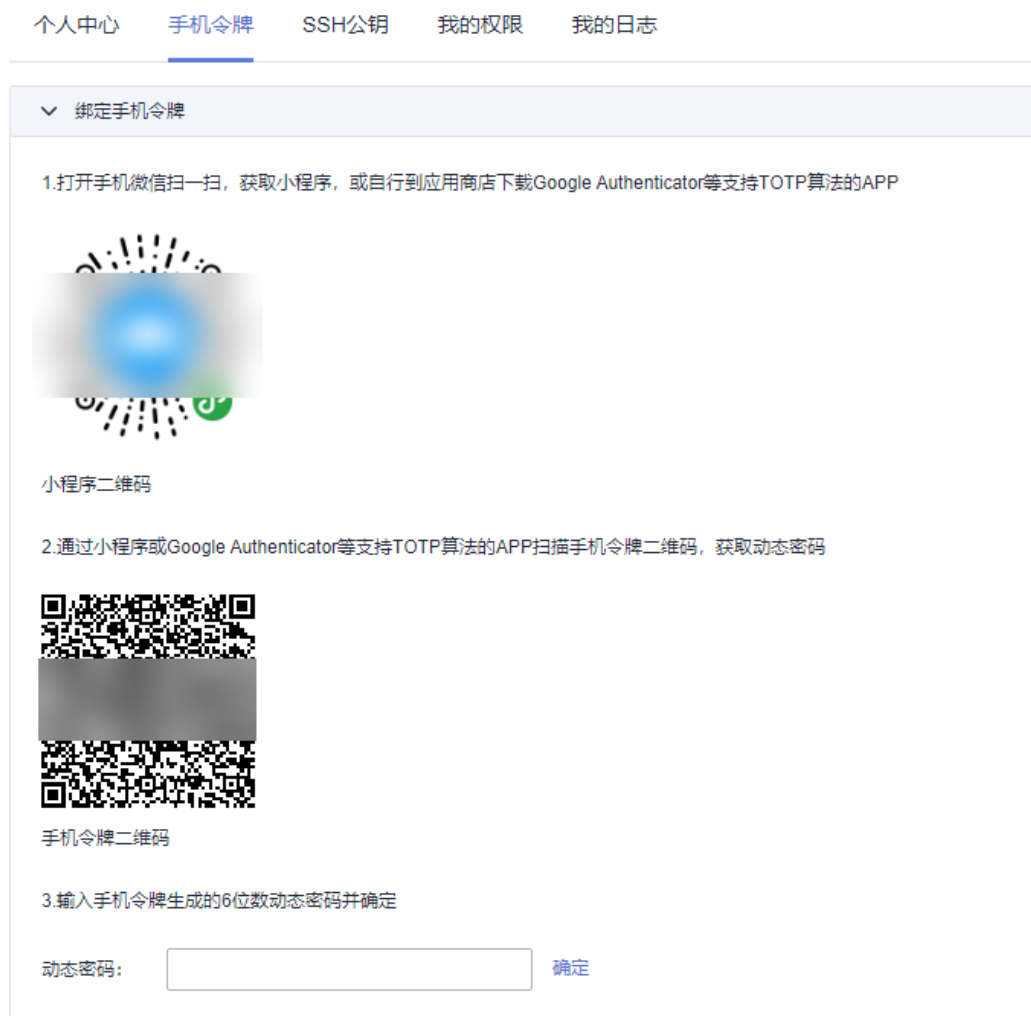 个人中心 手机令牌 SSH公钥 我的权限 我的日志
绑定手机令牌
1.打开手机微信扫一扫，获取小程序，或自行到应用商店下载Google Authenticator等支持TOTP算法的APP
小程序二维码
2.通过小程序或Google Authenticator等支持TOTP算法的APP扫描手机令牌二维码，获取动态密码
手机令牌二维码
3.输入手机令牌生成的6位数动态密码并确定
动态密码： 确定